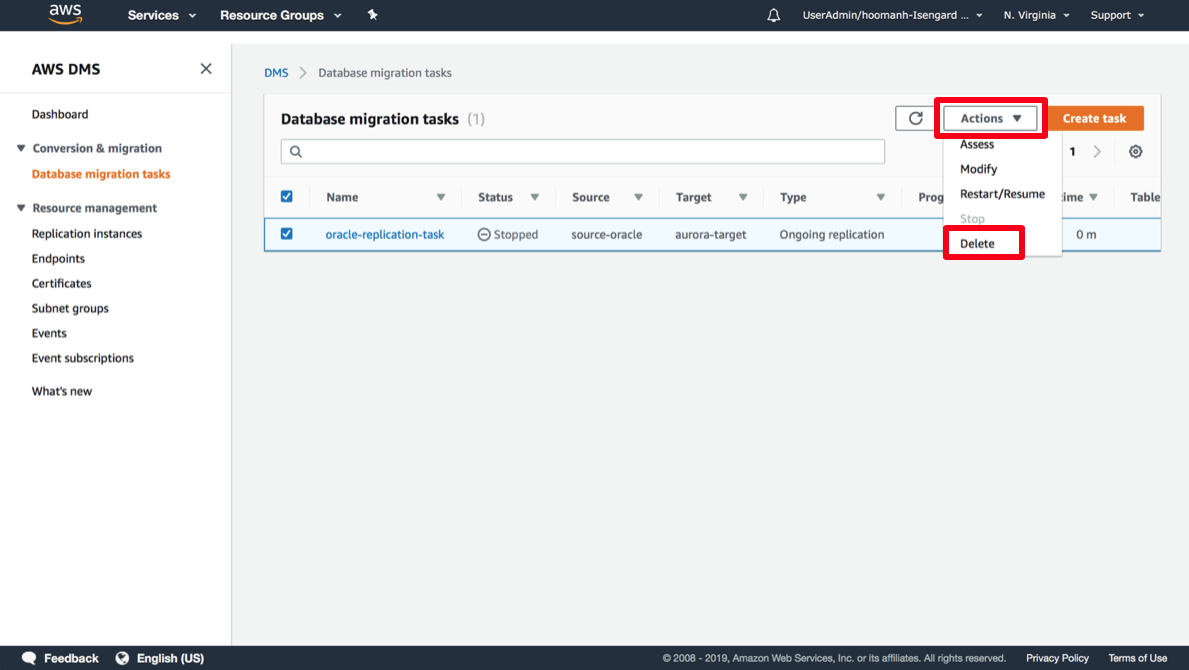 aws
Services
Resource Groups
UserAdmin/hoomanh-Isengard ...
N. Virginia
Support
AWS DMS
Dashboard
Conversion & migration
Database migration tasks
Resource management
Replication instances
Endpoints
Certificates
Subnet groups
Events
Event subscriptions
What's new
DMS
Database migration tasks
Database migration tasks (1)
Actions
Create task
1
Assess
Modify
Restart/Resume
Stop
Delete
Name Status Source Target Type Prog ime Table
oracle-replication-task Stopped source-oracle aurora-target Ongoing replication 0 m
Feedback English (US) © 2008 - 2019, Amazon Web Services, Inc. or its affiliates. All rights reserved. Privacy Policy Terms of Use